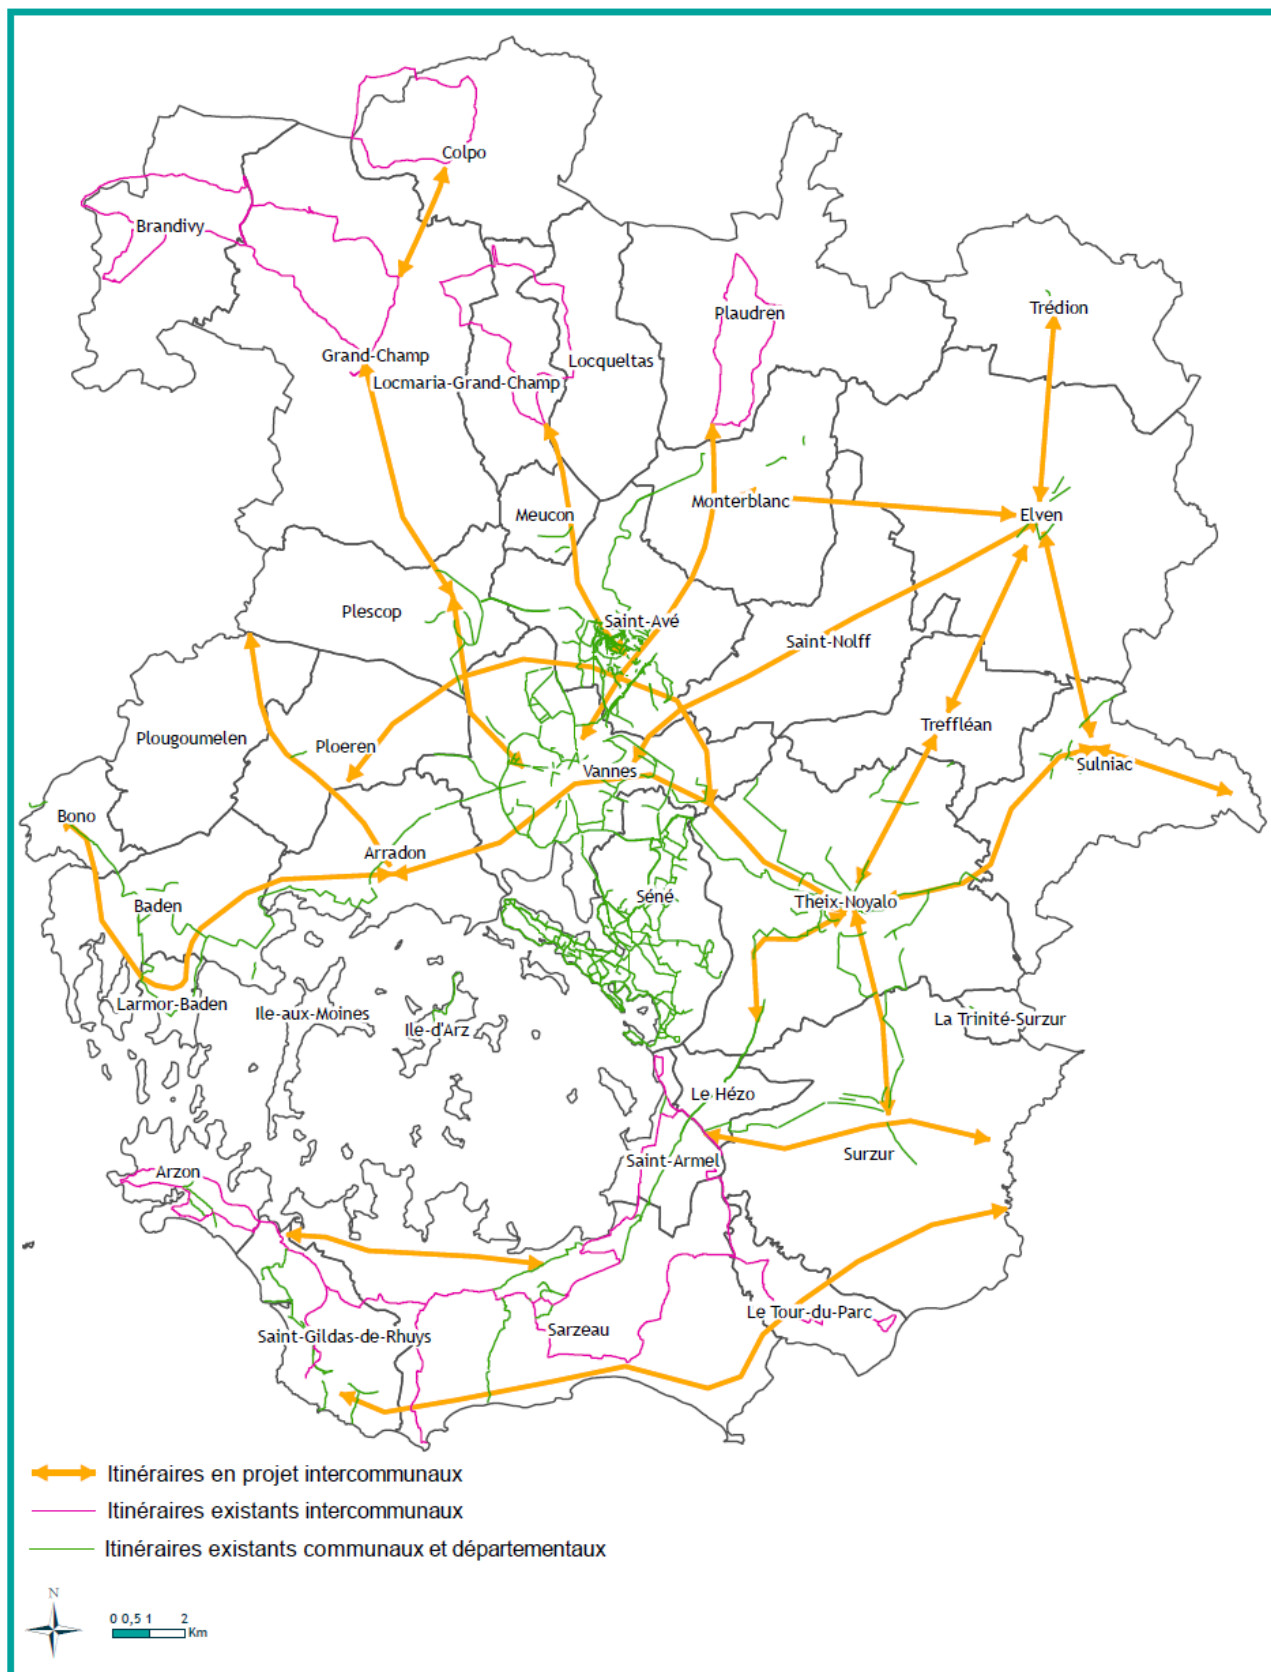 Colpo
Brandivy
Trédion
Plaudren
Grand-Champ
Locqueltas
Locmaria-Grand-Champ
Monterblanc
Meucon
Elven
Plescop
Saint-Avé
Saint-Nolff
Treffléan
Plougoumelen
Ploeren
Sulniac
Vannes
Bono
Arradon
Séné
Theix-Noyalo
Baden
Larmor-Baden
Ile-aux-Moines
Ile-d'Arz
La Trinité-Surzur
Le Hézo
Surzur
Saint-Armel
Arzon
Le Tour-du-Parc
Sarzeau
Saint-Gildas-de-Rhuys
Itinéraires en projet intercommunaux
Itinéraires existants intercommunaux
Itinéraires existants communaux et départementaux
N
0 0,5 1 2
Km